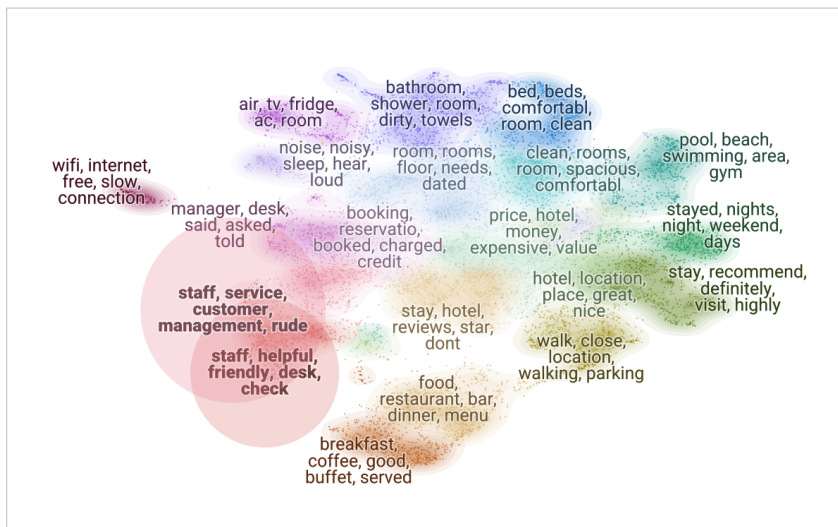 bathroom,
shower, room,
dirty, towels
bed, beds,
comfortabl,
room, clean
air, tv, fridge,
ac, room
noise, noisy,
sleep, hear,
loud
room, rooms,
floor, needs,
dated
clean, rooms,
room, spacious,
comfortabl
pool, beach,
swimming, area,
gym
wifi, internet,
free, slow,
connection
manager, desk,
said, asked,
told
booking,
reservatio,
booked, charged,
credit
price, hotel,
money,
expensive, value
stayed, nights,
night, weekend,
days
staff, service,
customer,
management, rude
hotel, location,
place, great,
nice
stay, recommend,
definitely,
visit, highly
stay, hotel,
reviews, star,
dont
staff, helpful,
friendly, desk,
check
walk, close,
location,
walking, parking
food,
restaurant, bar,
dinner, menu
breakfast,
coffee, good,
buffet, served